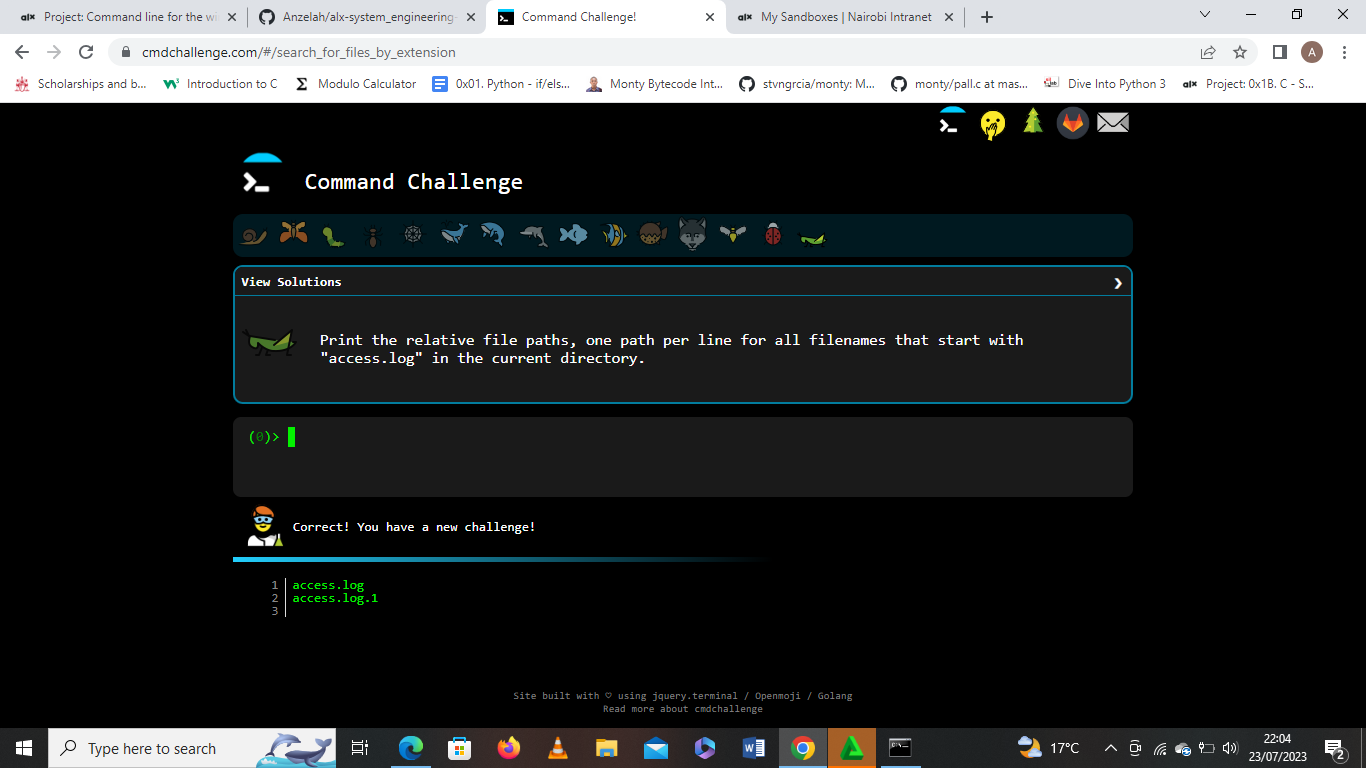 Project: Command line for the wi
Anzelah/alx-system_engineering-
Command Challenge!
My Sandboxes | Nairobi Intranet
cmdchallenge.com/#/search_for_files_by_extension
A
Scholarships and b...
Introduction to C
Modulo Calculator
0x01. Python - if/els...
Monty Bytecode Int...
stvngrcia/monty: M...
monty/pall.c at mas...
Dive Into Python 3
Project: 0x1B. C - S...
Command Challenge
View Solutions
Print the relative file paths, one path per line for all filenames that start with
"access.log" in the current directory.
(0)>
Correct! You have a new challenge!
1 access.log
2 access.log.1
3
Site built with ♡ using jquery.terminal / Openmoji / Golang
Read more about cmdchallenge
Type here to search
17°C
22:04
23/07/2023
2